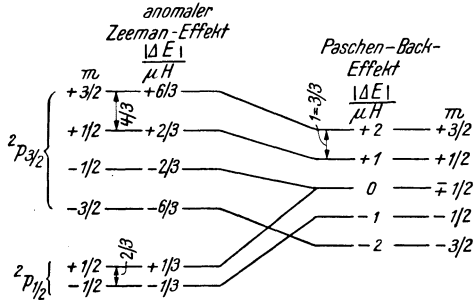 anomaler
Zeeman-Effekt
m |ΔE|/μH
²p₃/₂
+3/2 +6/3
4/3
+1/2 +2/3
-1/2 -2/3
-3/2 -6/3
²p₁/₂
+1/2 +1/3
2/3
-1/2 -1/3
Paschen-Back-
Effekt
|ΔE|/μH m
1=3/3
+2 +3/2
+1 +1/2
0 ∓1/2
-1 -1/2
-2 -3/2